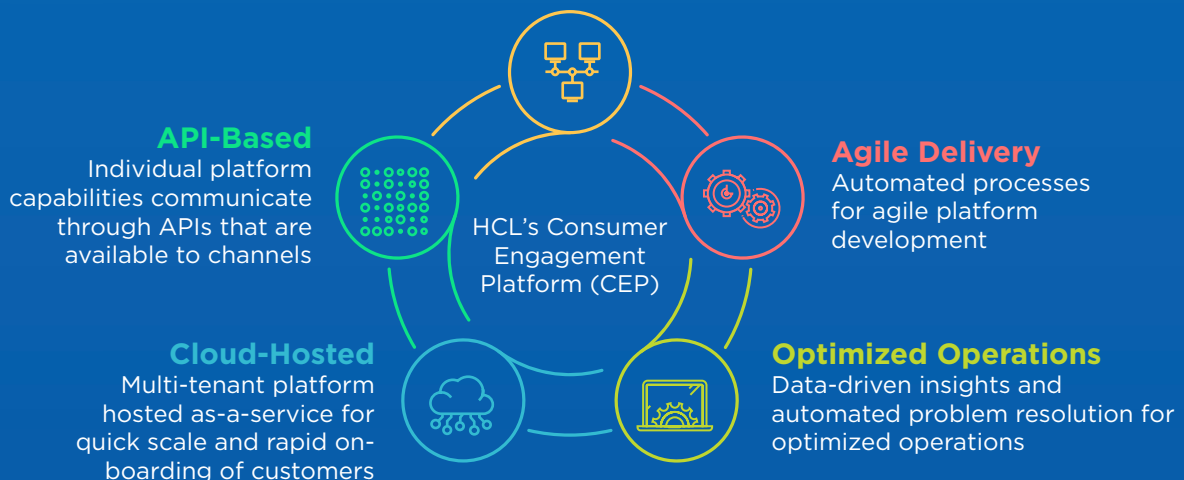 API-Based
Individual platform
capabilities communicate
through APIs that are
available to channels
Agile Delivery
Automated processes
for agile platform
development
HCL’s Consumer
Engagement
Platform (CEP)
Cloud-Hosted
Multi-tenant platform
hosted as-a-service for
quick scale and rapid on-
boarding of customers
Optimized Operations
Data-driven insights and
automated problem resolution for
optimized operations